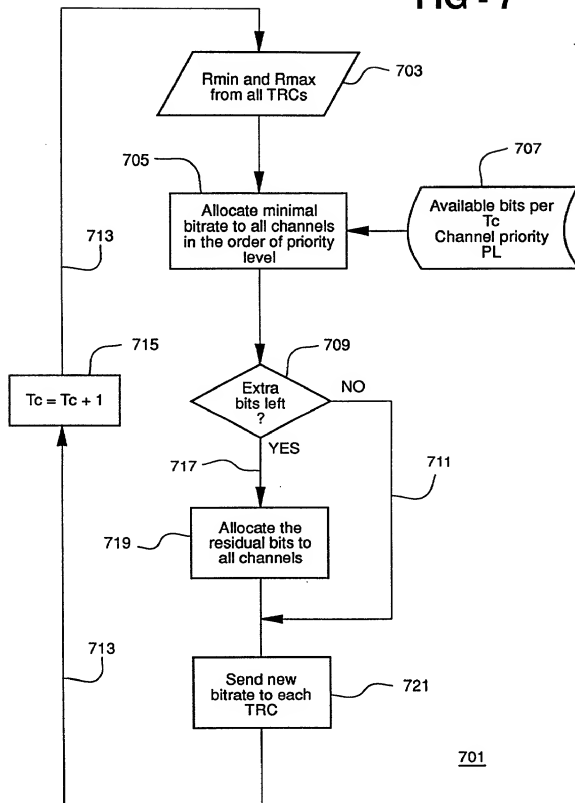 FIG - 7
Rmin and Rmax
from all TRCs
703
705
707
Allocate minimal
bitrate to all channels
in the order of priority
level
Available bits per
Tc
Channel priority
PL
713
715
Tc = Tc + 1
709
Extra
bits left
?
NO
YES
717
711
719
Allocate the
residual bits to
all channels
713
Send new
bitrate to each
TRC
721
701